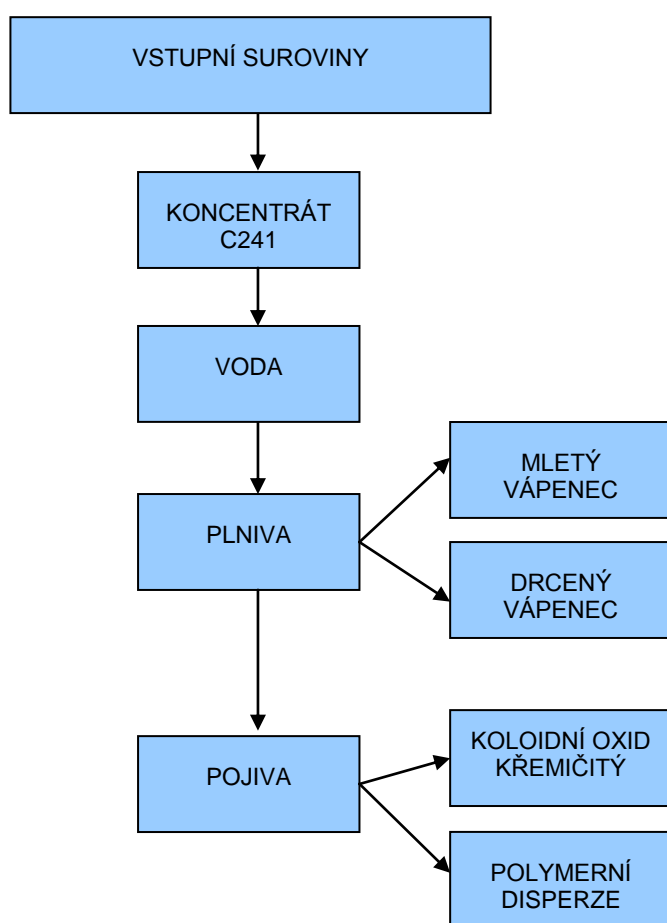 VSTUPNÍ SUROVINY
KONCENTRÁT
C241
VODA
PLNIVA
MLETÝ
VÁPENEC
DRCENÝ
VÁPENEC
POJIVA
KOLOIDNÍ OXID
KŘEMIČITÝ
POLYMERNÍ
DISPERZE